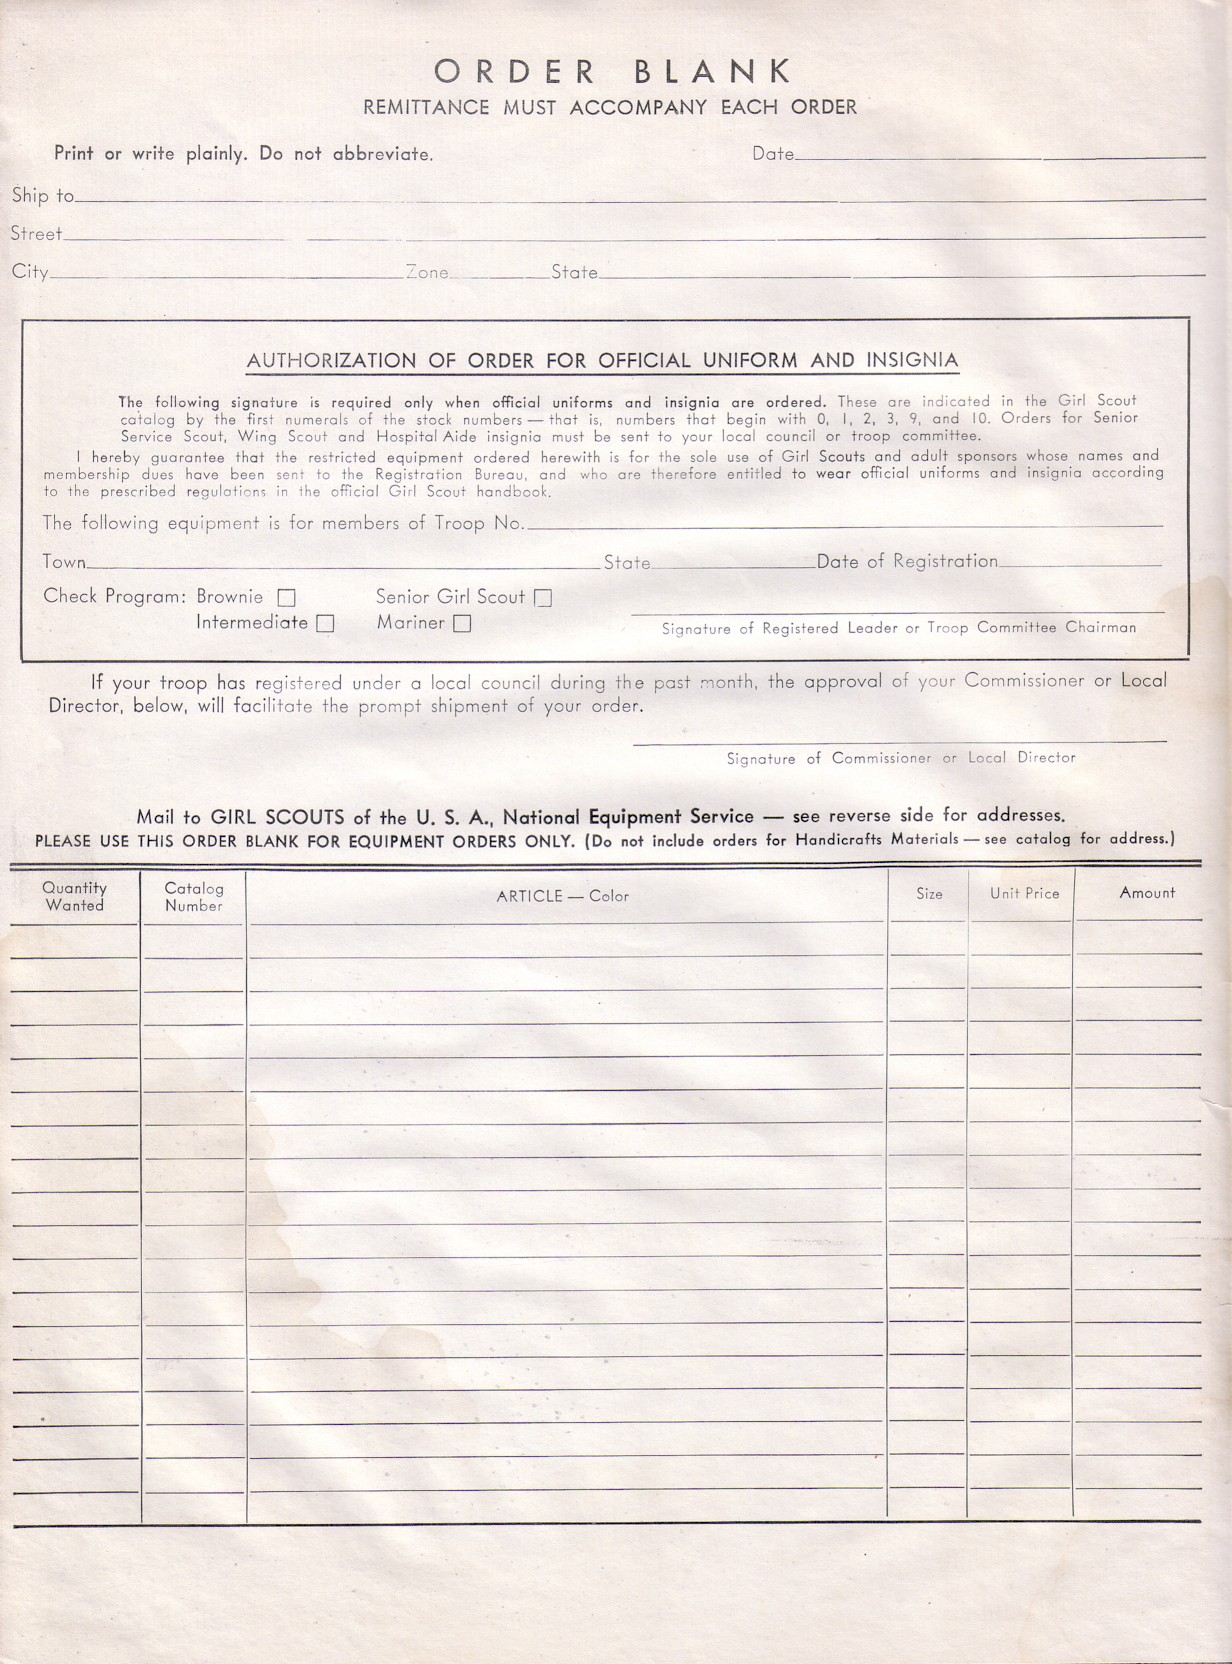 ORDER BLANK
REMITTANCE MUST ACCOMPANY EACH ORDER
Print or write plainly. Do not abbreviate. Date
Ship to
Street
City Zone State
AUTHORIZATION OF ORDER FOR OFFICIAL UNIFORM AND INSIGNIA
The following signature is required only when official uniforms and insignia are ordered. These are indicated in the Girl Scout
catalog by the first numerals of the stock numbers — that is, numbers that begin with 0, 1, 2, 3, 9, and 10. Orders for Senior
Service Scout, Wing Scout and Hospital Aide insignia must be sent to your local council or troop committee.
I hereby guarantee that the restricted equipment ordered herewith is for the sole use of Girl Scouts and adult sponsors whose names and
membership dues have been sent to the Registration Bureau, and who are therefore entitled to wear official uniforms and insignia according
to the prescribed regulations in the official Girl Scout handbook.
The following equipment is for members of Troop No.
Town State Date of Registration
Check Program: Brownie Senior Girl Scout
Intermediate Mariner
Signature of Registered Leader or Troop Committee Chairman
If your troop has registered under a local council during the past month, the approval of your Commissioner or Local
Director, below, will facilitate the prompt shipment of your order.
Signature of Commissioner or Local Director
Mail to GIRL SCOUTS of the U. S. A., National Equipment Service — see reverse side for addresses.
PLEASE USE THIS ORDER BLANK FOR EQUIPMENT ORDERS ONLY. (Do not include orders for Handicrafts Materials — see catalog for address.)
Quantity Wanted
Catalog Number
ARTICLE — Color
Size
Unit Price
Amount